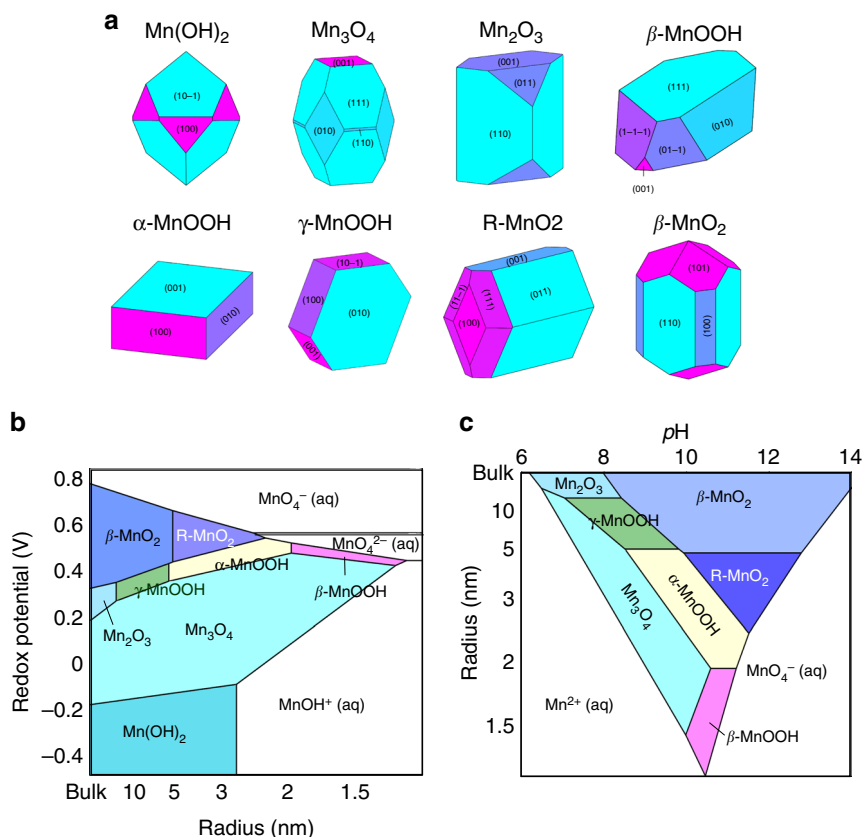 a
Mn(OH)2
Mn3O4
Mn2O3
β-MnOOH
(10–1)
(100)
(001)
(111)
(010)
(110)
(001)
(011)
(110)
(111)
(1–1–1)
(010)
(01–1)
(001)
α-MnOOH
γ-MnOOH
R-MnO2
β-MnO2
(001)
(010)
(100)
(10–1)
(100)
(010)
(001)
(001)
(11–1)
(111)
(011)
(100)
(101)
(110)
(100)
b
Redox potential (V)
0.8
0.6
0.4
0.2
0
–0.2
–0.4
MnO4– (aq)
β-MnO2
R-MnO2
MnO42– (aq)
α-MnOOH
γ-MnOOH
β-MnOOH
Mn2O3
Mn3O4
MnOH+ (aq)
Mn(OH)2
Bulk 10 5 3 2 1.5
Radius (nm)
c
pH
6 8 10 12 14
Radius (nm)
Bulk
10
5
3
2
1.5
Mn2O3
β-MnO2
γ-MnOOH
R-MnO2
Mn3O4
α-MnOOH
MnO4– (aq)
Mn2+ (aq)
β-MnOOH